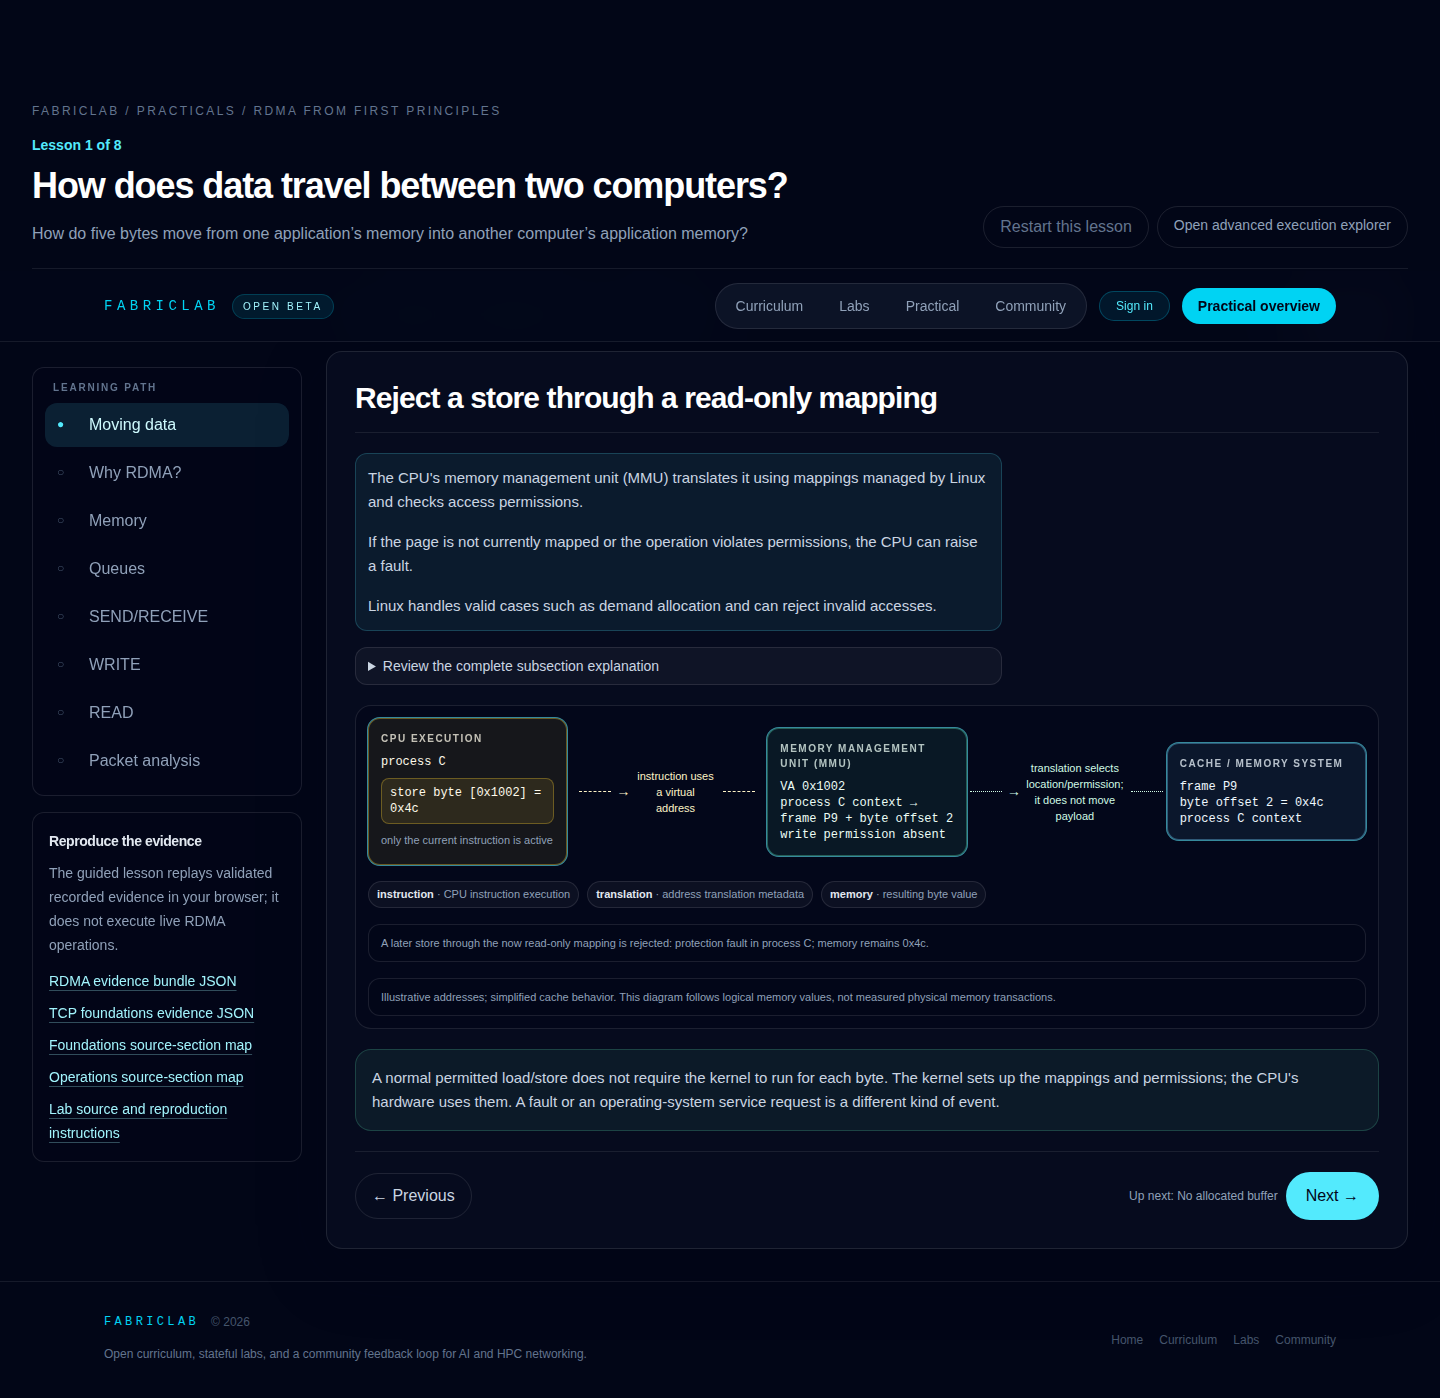 FABRICLAB / PRACTICALS / RDMA FROM FIRST PRINCIPLES
Lesson 1 of 8
How does data travel between two computers?
How do five bytes move from one application’s memory into another computer’s application memory?
Restart this lesson
Open advanced execution explorer
FABRICLAB
OPEN BETA
Curriculum
Labs
Practical
Community
Sign in
Practical overview
LEARNING PATH
● Moving data
○ Why RDMA?
○ Memory
○ Queues
○ SEND/RECEIVE
○ WRITE
○ READ
○ Packet analysis
Reproduce the evidence
The guided lesson replays validated
recorded evidence in your browser; it
does not execute live RDMA
operations.
RDMA evidence bundle JSON
TCP foundations evidence JSON
Foundations source-section map
Operations source-section map
Lab source and reproduction
instructions
Reject a store through a read-only mapping
The CPU's memory management unit (MMU) translates it using mappings managed by Linux
and checks access permissions.
If the page is not currently mapped or the operation violates permissions, the CPU can raise
a fault.
Linux handles valid cases such as demand allocation and can reject invalid accesses.
▶ Review the complete subsection explanation
CPU EXECUTION
process C
store byte [0x1002] =
0x4c
only the current instruction is active
→
instruction uses
a virtual
address
MEMORY MANAGEMENT
UNIT (MMU)
VA 0x1002
process C context →
frame P9 + byte offset 2
write permission absent
→
translation selects
location/permission;
it does not move
payload
CACHE / MEMORY SYSTEM
frame P9
byte offset 2 = 0x4c
process C context
instruction · CPU instruction execution
translation · address translation metadata
memory · resulting byte value
A later store through the now read-only mapping is rejected: protection fault in process C; memory remains 0x4c.
Illustrative addresses; simplified cache behavior. This diagram follows logical memory values, not measured physical memory transactions.
A normal permitted load/store does not require the kernel to run for each byte. The kernel sets up the mappings and permissions; the CPU's
hardware uses them. A fault or an operating-system service request is a different kind of event.
← Previous
Up next: No allocated buffer
Next →
FABRICLAB © 2026
Open curriculum, stateful labs, and a community feedback loop for AI and HPC networking.
Home
Curriculum
Labs
Community